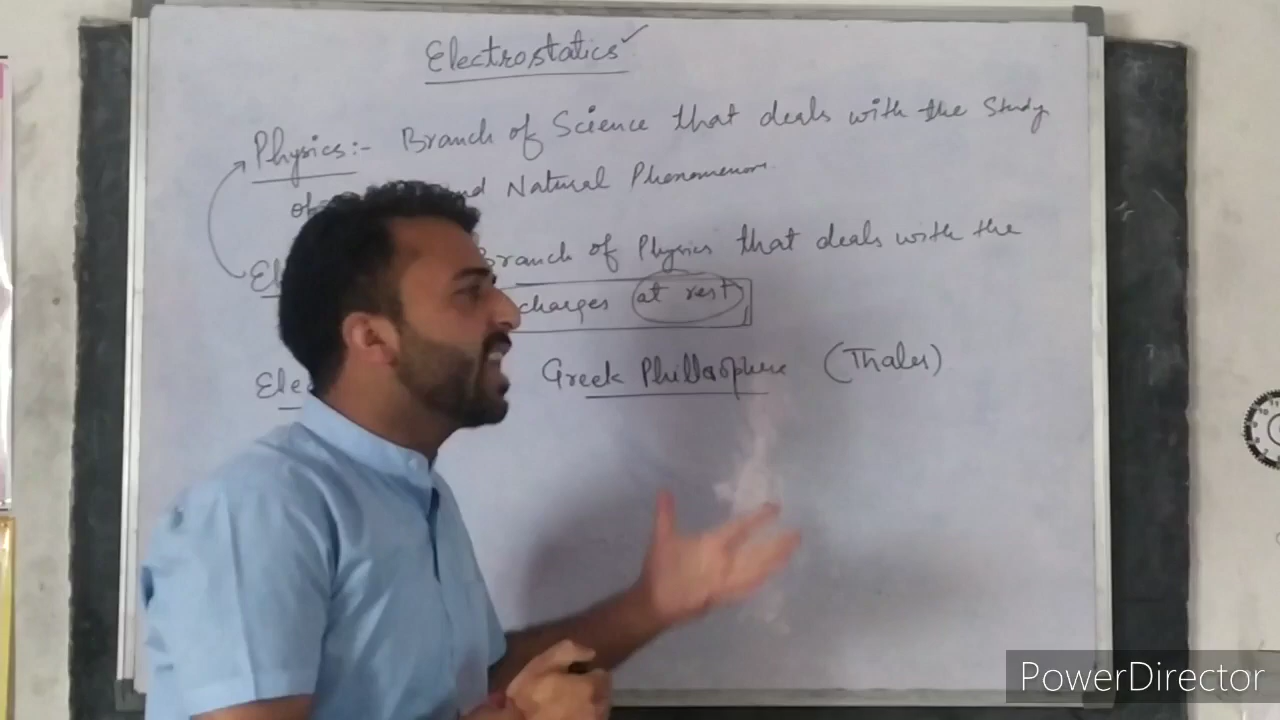 Electrostatics
Physics:- Branch of Science that deals with the Study
of Natural Phenomenon
Branch of Physics that deals with the
charges at rest
Greek Phillosphere (Thales)
PowerDirector